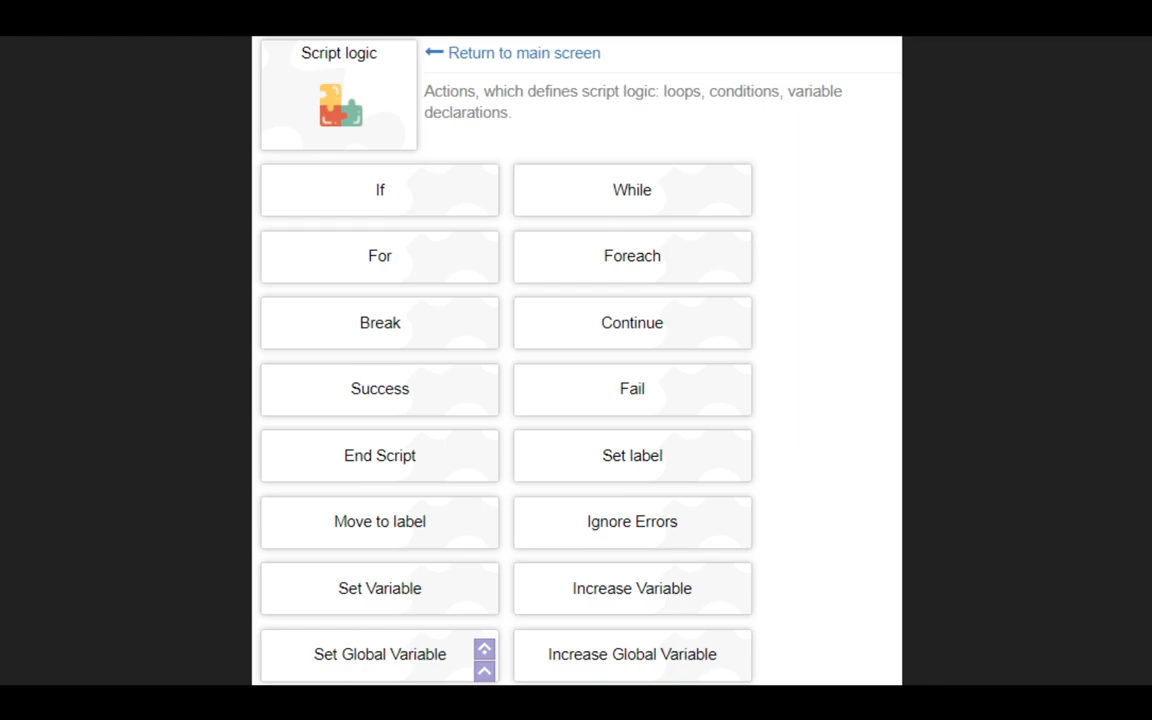 Script logic
Return to main screen
Actions, which defines script logic: loops, conditions, variable
declarations.
If
While
For
Foreach
Break
Continue
Success
Fail
End Script
Set label
Move to label
Ignore Errors
Set Variable
Increase Variable
Set Global Variable
Increase Global Variable